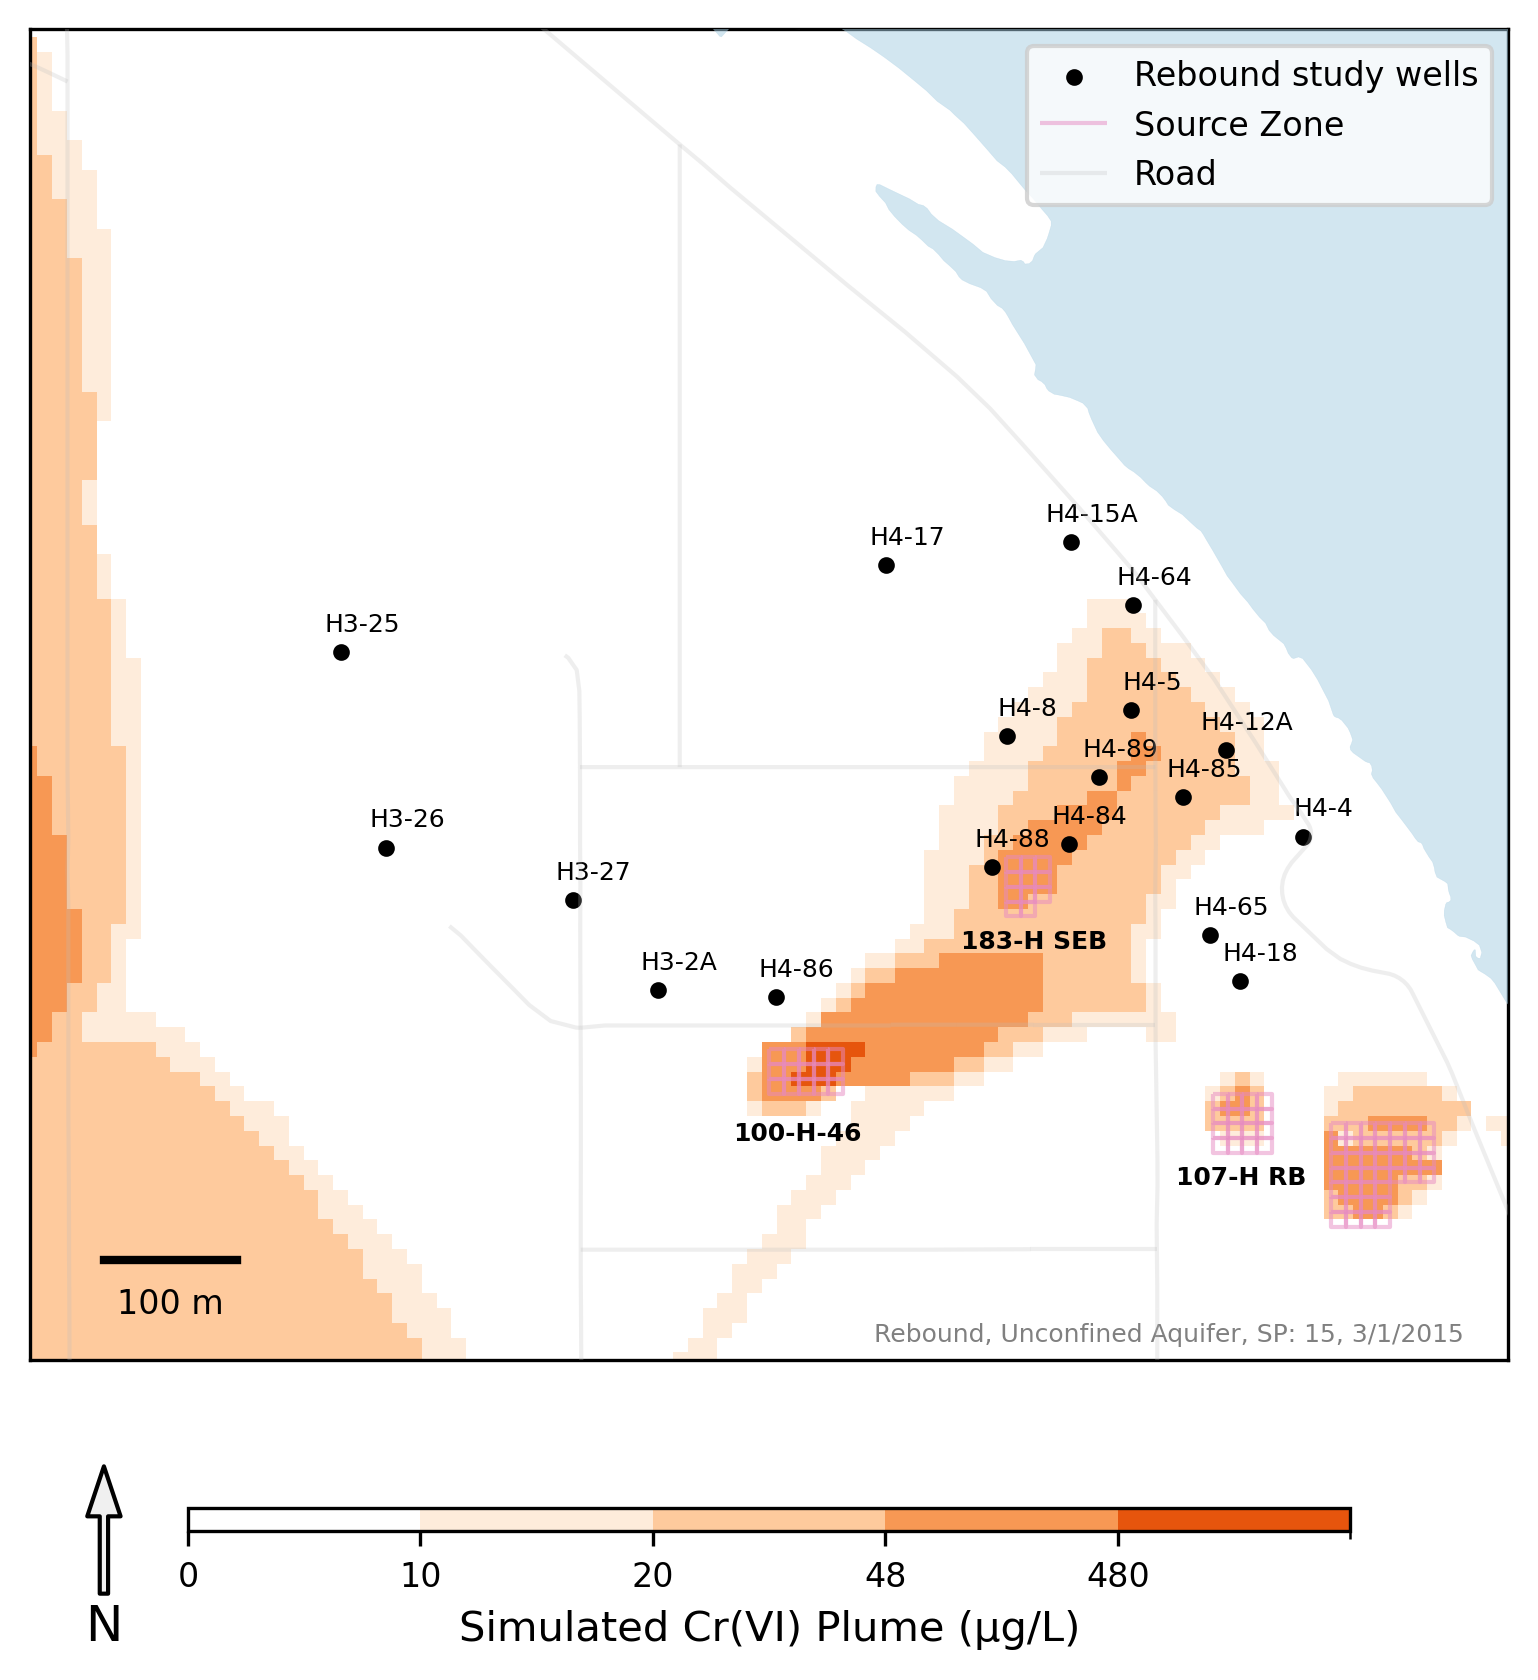 Rebound study wells
Source Zone
Road
H4-15A
H4-17
H4-64
H3-25
H4-5
H4-8
H4-12A
H4-89
H4-85
H4-4
H4-84
H3-26
H4-88
H3-27
H4-65
183-H SEB
H4-18
H3-2A
H4-86
100-H-46
107-H RB
100 m
Rebound, Unconfined Aquifer, SP: 15, 3/1/2015
0 10 20 48 480
N
Simulated Cr(VI) Plume (μg/L)